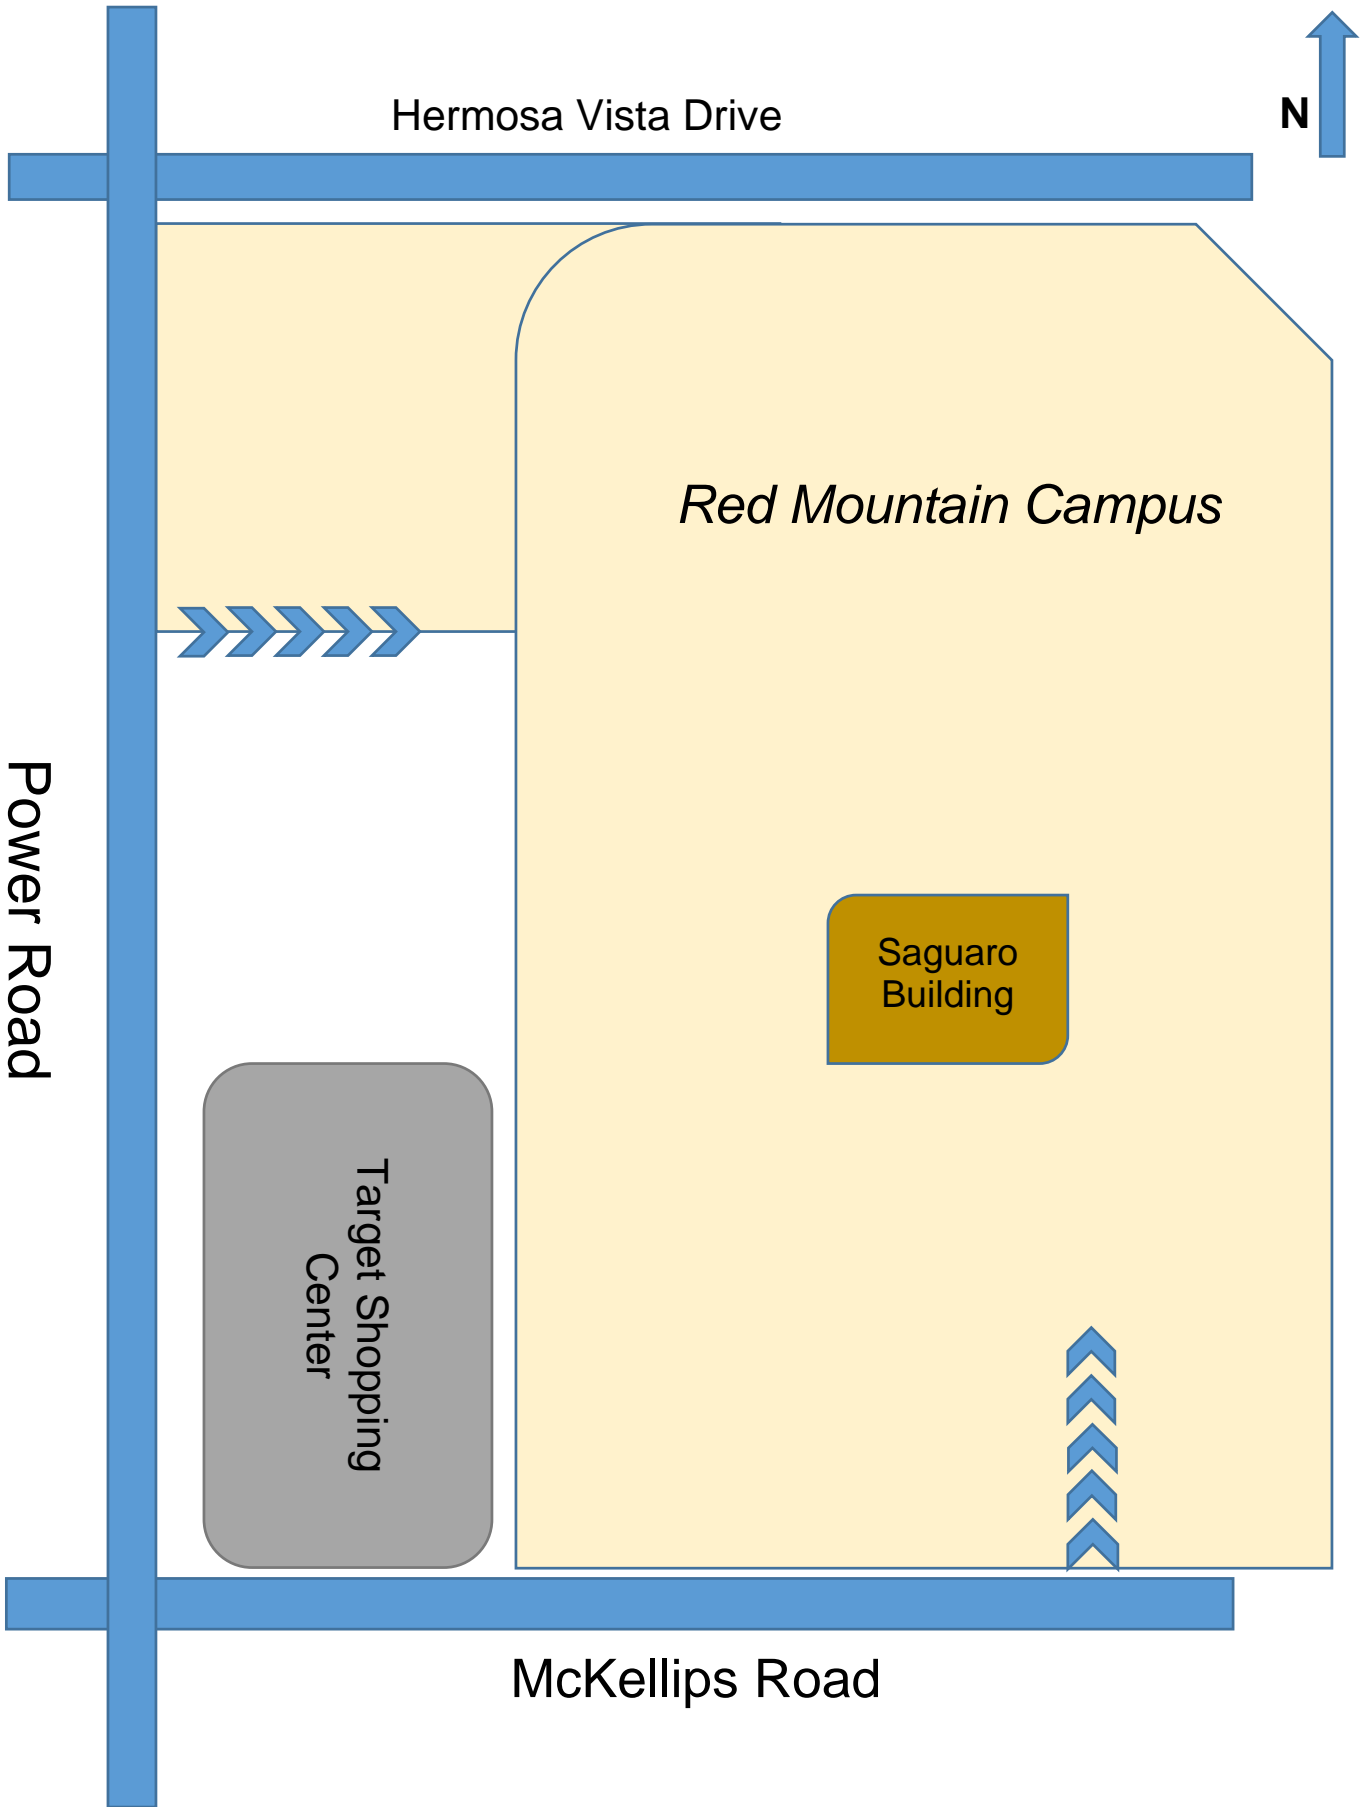 Hermosa Vista Drive
N
Red Mountain Campus
Power Road
Saguaro
Building
Target Shopping
Center
McKellips Road